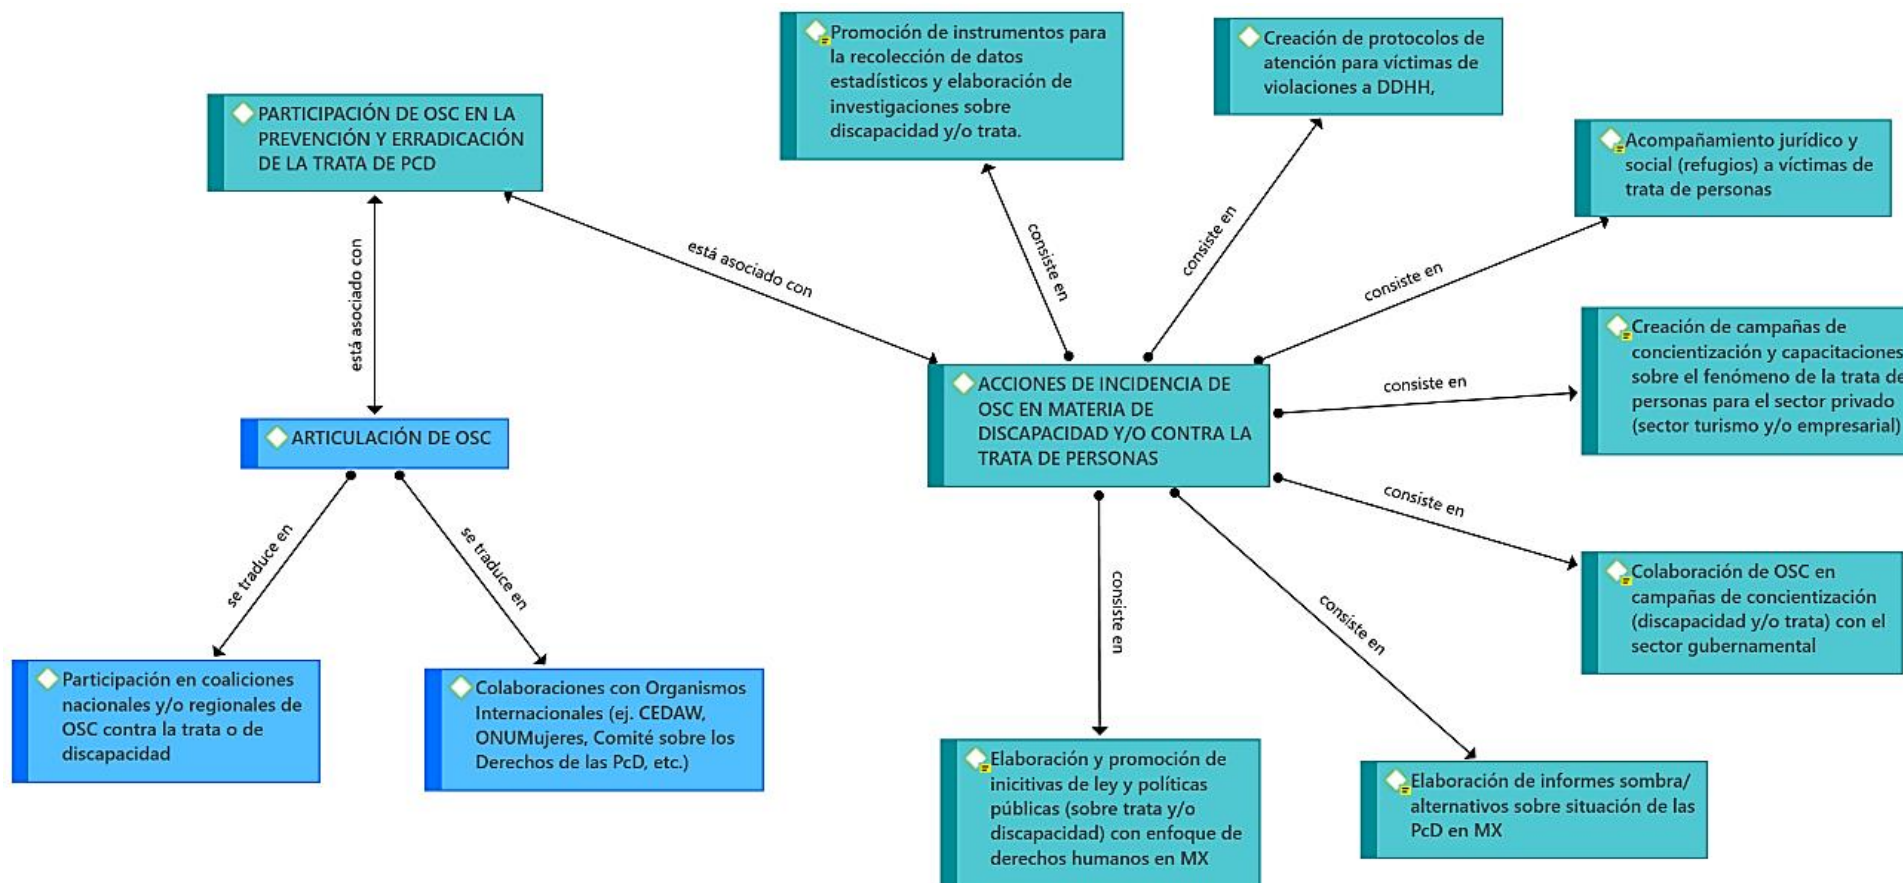 Promoción de instrumentos para
la recolección de datos
estadísticos y elaboración de
investigaciones sobre
discapacidad y/o trata.
Creación de protocolos de
atención para víctimas de
violaciones a DDHH,
PARTICIPACIÓN DE OSC EN LA
PREVENCIÓN Y ERRADICACIÓN
DE LA TRATA DE PCD
Acompañamiento jurídico y
social (refugios) a víctimas de
trata de personas
está asociado con
está asociado con
consiste en
consiste en
consiste en
Creación de campañas de
concientización y capacitaciones
sobre el fenómeno de la trata de
personas para el sector privado
(sector turismo y/o empresarial)
consiste en
ACCIONES DE INCIDENCIA DE
OSC EN MATERIA DE
DISCAPACIDAD Y/O CONTRA LA
TRATA DE PERSONAS
ARTICULACIÓN DE OSC
consiste en
se traduce en
se traduce en
consiste en
consiste en
Colaboración de OSC en
campañas de concientización
(discapacidad y/o trata) con el
sector gubernamental
Participación en coaliciones
nacionales y/o regionales de
OSC contra la trata o de
discapacidad
Colaboraciones con Organismos
Internacionales (ej. CEDAW,
ONUMujeres, Comité sobre los
Derechos de las PcD, etc.)
Elaboración y promoción de
inicitivas de ley y políticas
públicas (sobre trata y/o
discapacidad) con enfoque de
derechos humanos en MX
Elaboración de informes sombra/
alternativos sobre situación de las
PcD en MX